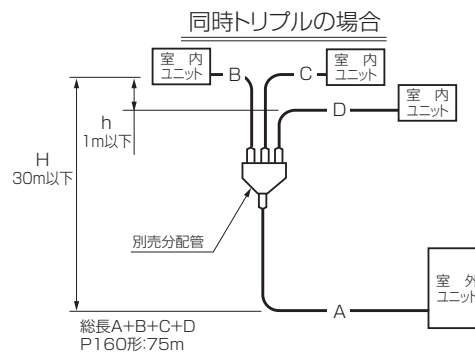 同時トリプルの場合
室　内
ユニット
B
C
室　内
ユニット
D
室　内
ユニット
h
1m以下
H
30m以下
別売分配管
A
室　外
ユニット
総長A+B+C+D
P160形:75m